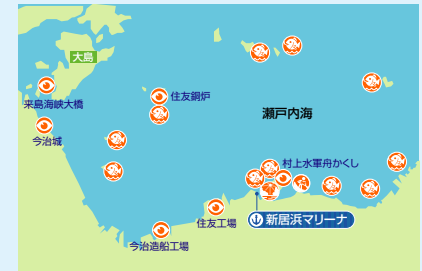 大島
来島海峡大橋
住友銅炉
瀬戸内海
今治城
村上水軍舟かくし
新居浜マリーナ
住友工場
今治造船工場